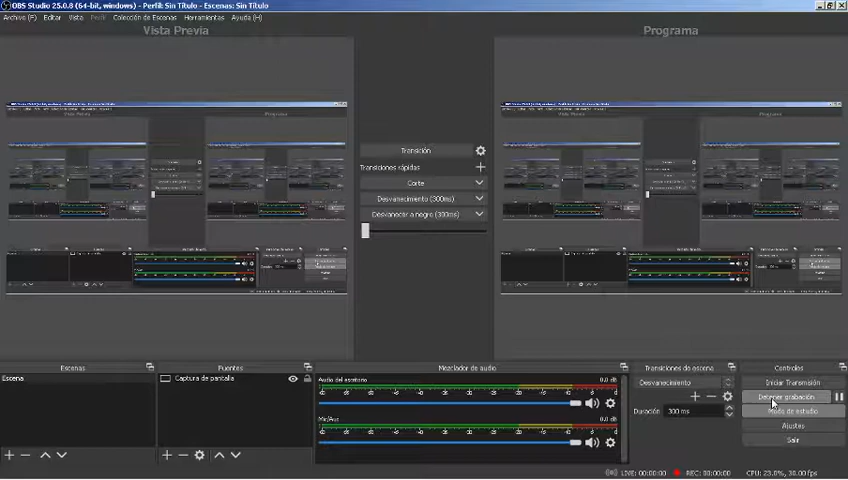 OBS Studio 25.0.8 (64-bit, windows) - Perfil: Sin Título - Escenas: Sin Título
Archivo (F) Editar Vista Perfil Colección de Escenas Herramientas Ayuda (H)
Vista Previa
Programa
Transición
Transiciones rápidas
Corte
Desvanecimiento (300ms)
Desvanecer a negro (300ms)
Escenas
Fuentes
Mezclador de audio
Transiciones de escena
Controles
Escena
Captura de pantalla
Audio del escritorio 0.0 dB
Mic/Aux 0.0 dB
Desvanecimiento
Duración 300 ms
Iniciar Transmisión
Detener grabación
Modo de estudio
Ajustes
Salir
LIVE: 00:00:00 REC: 00:00:00 CPU: 23.0%, 30.00 fps